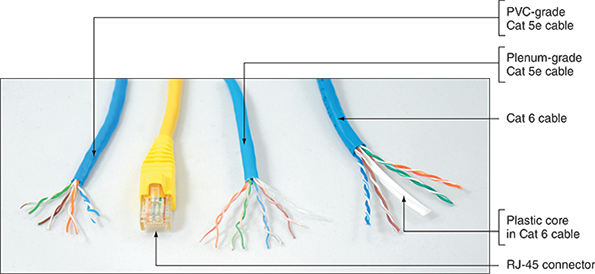 PVC-grade
Cat 5e cable
Plenum-grade
Cat 5e cable
Cat 6 cable
Plastic core
in Cat 6 cable
RJ-45 connector